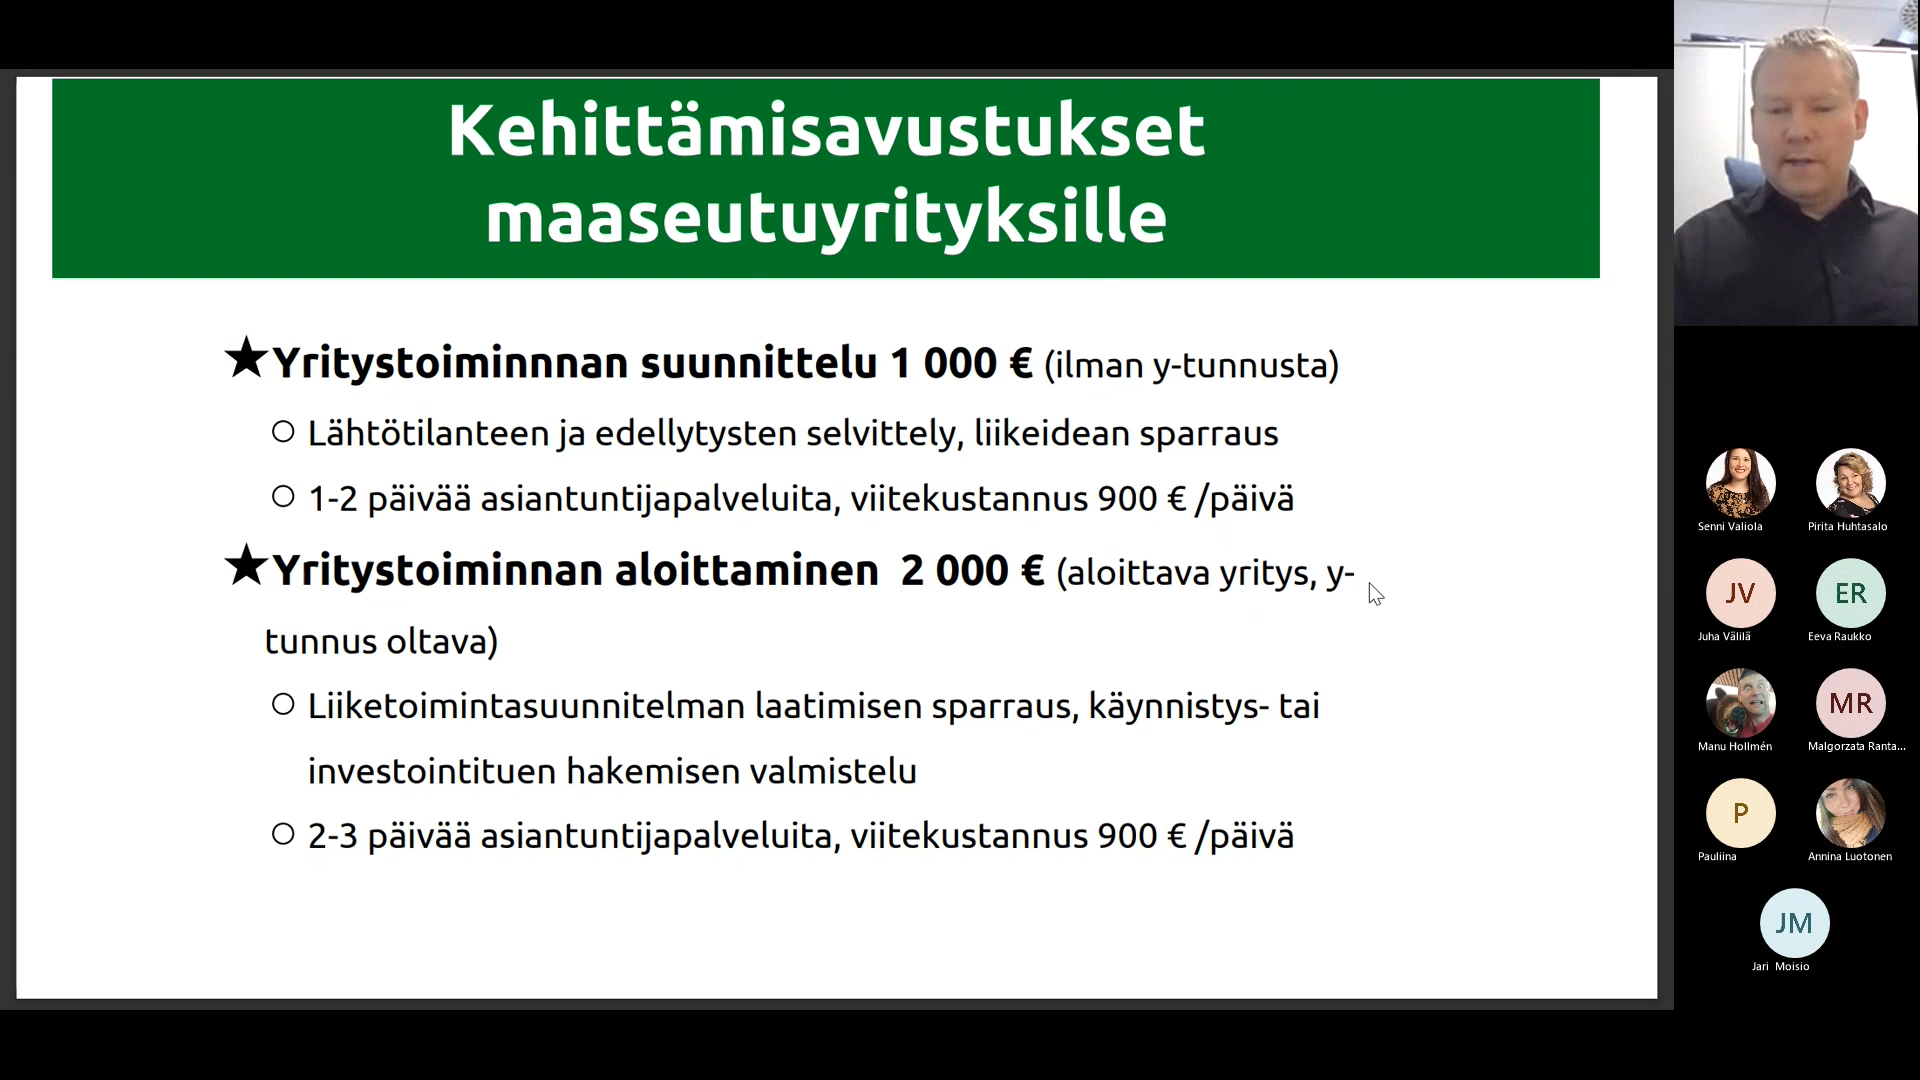 Kehittämisavustukset
maaseutuyrityksille
★Yritystoiminnnan suunnittelu 1 000 € (ilman y-tunnusta)
○ Lähtötilanteen ja edellytysten selvittely, liikeidean sparraus
○ 1-2 päivää asiantuntijapalveluita, viitekustannus 900 € /päivä
★Yritystoiminnan aloittaminen 2 000 € (aloittava yritys, y-
tunnus oltava)
○ Liiketoimintasuunnitelman laatimisen sparraus, käynnistys- tai
investointituen hakemisen valmistelu
○ 2-3 päivää asiantuntijapalveluita, viitekustannus 900 € /päivä
Senni Valiola
Pirita Huhtasalo
JV
ER
Juha Välilä
Eeva Raukko
MR
Manu Hollmén
Malgorzata Ranta...
P
Pauliina
Annina Luotonen
JM
Jari Moisio